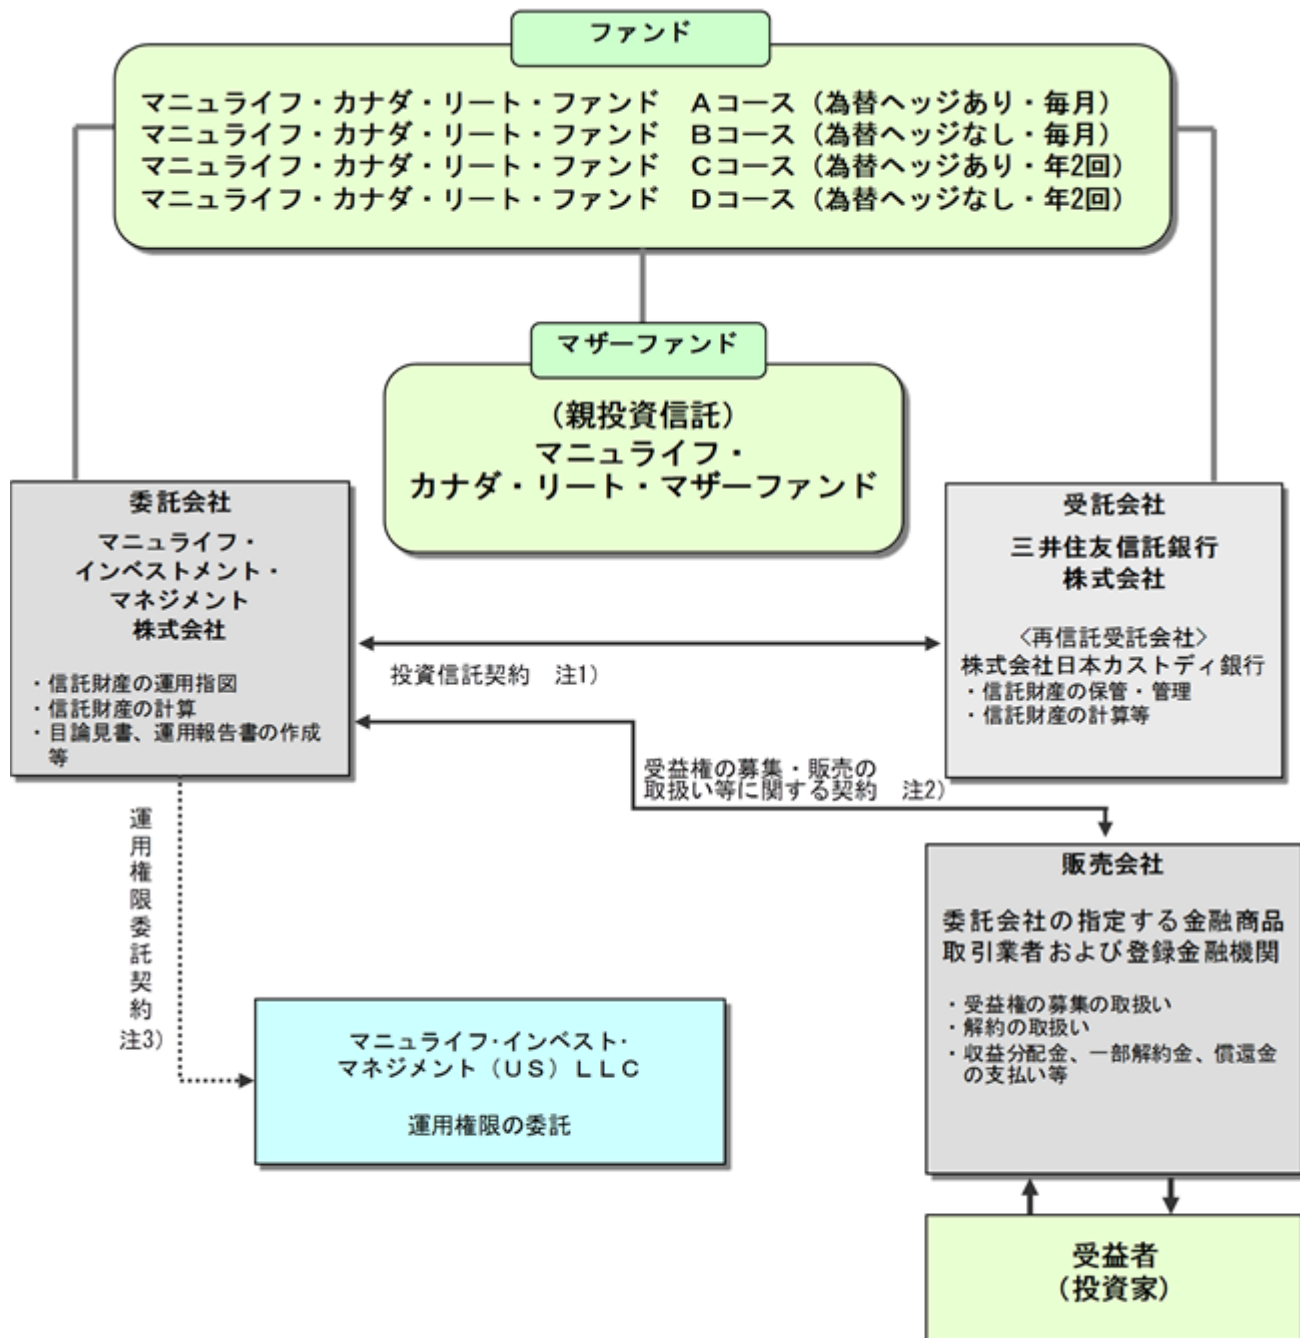 ファンド
マニュライフ・カナダ・リート・ファンド　Aコース（為替ヘッジあり・毎月）
マニュライフ・カナダ・リート・ファンド　Bコース（為替ヘッジなし・毎月）
マニュライフ・カナダ・リート・ファンド　Cコース（為替ヘッジあり・年2回）
マニュライフ・カナダ・リート・ファンド　Dコース（為替ヘッジなし・年2回）
マザーファンド
（親投資信託）
マニュライフ・
カナダ・リート・マザーファンド
委託会社
マニュライフ・
インベストメント・
マネジメント
株式会社
・信託財産の運用指図
・信託財産の計算
・目論見書、運用報告書の作成
等
受託会社
三井住友信託銀行
株式会社
〈再信託受託会社〉
株式会社日本カストディ銀行
・信託財産の保管・管理
・信託財産の計算等
投資信託契約　注1）
受益権の募集・販売の
取扱い等に関する契約　注2）
運用権限委託契約
注3）
販売会社
委託会社の指定する金融商品
取引業者および登録金融機関
・受益権の募集の取扱い
・解約の取扱い
・収益分配金、一部解約金、償還金
の支払い等
マニュライフ・インベスト・
マネジメント（US）LLC
運用権限の委託
受益者
（投資家）